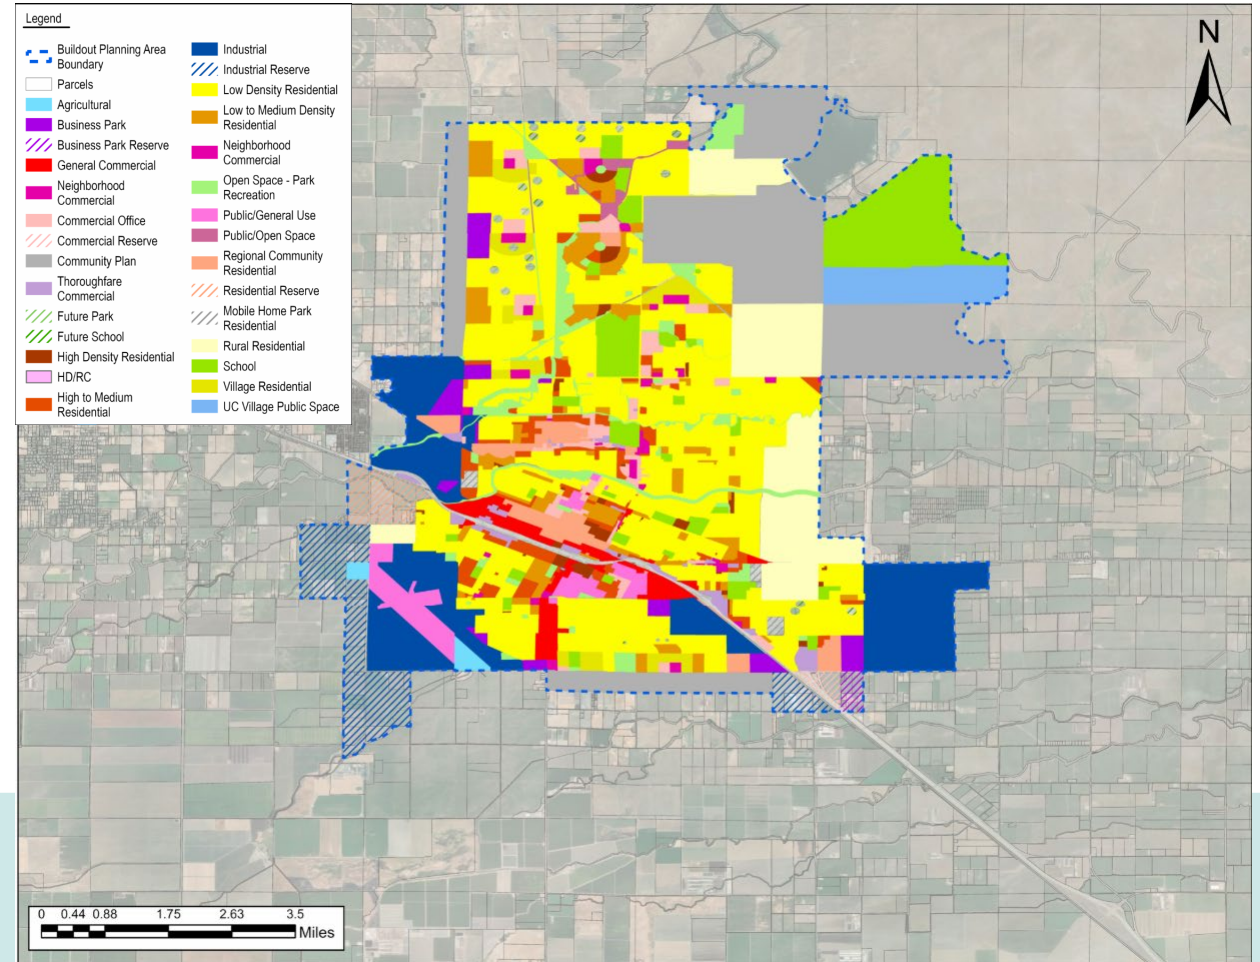 Legend
Buildout Planning Area
Boundary
Parcels
Agricultural
Business Park
Business Park Reserve
General Commercial
Neighborhood
Commercial
Commercial Office
Commercial Reserve
Community Plan
Thoroughfare
Commercial
Future Park
Future School
High Density Residential
HD/RC
High to Medium
Residential
Industrial
Industrial Reserve
Low Density Residential
Low to Medium Density
Residential
Neighborhood
Commercial
Open Space - Park
Recreation
Public/General Use
Public/Open Space
Regional Community
Residential
Residential Reserve
Mobile Home Park
Residential
Rural Residential
School
Village Residential
UC Village Public Space
N
0 0.44 0.88 1.75 2.63 3.5
Miles